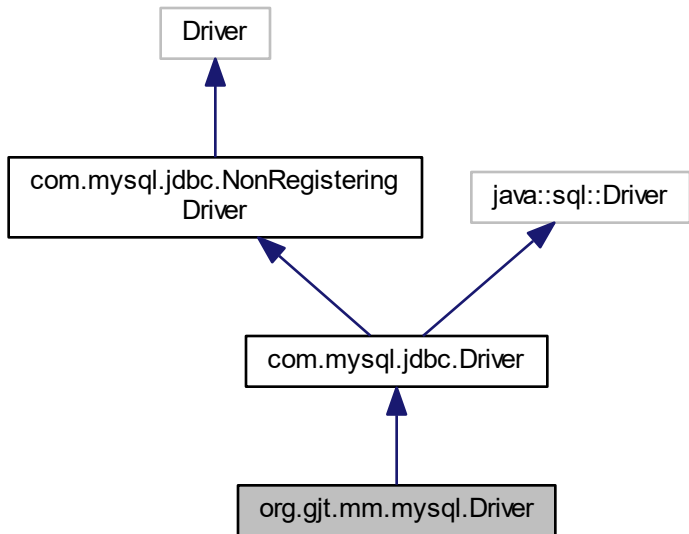 Driver
com.mysql.jdbc.NonRegistering
Driver
java::sql::Driver
com.mysql.jdbc.Driver
org.gjt.mm.mysql.Driver